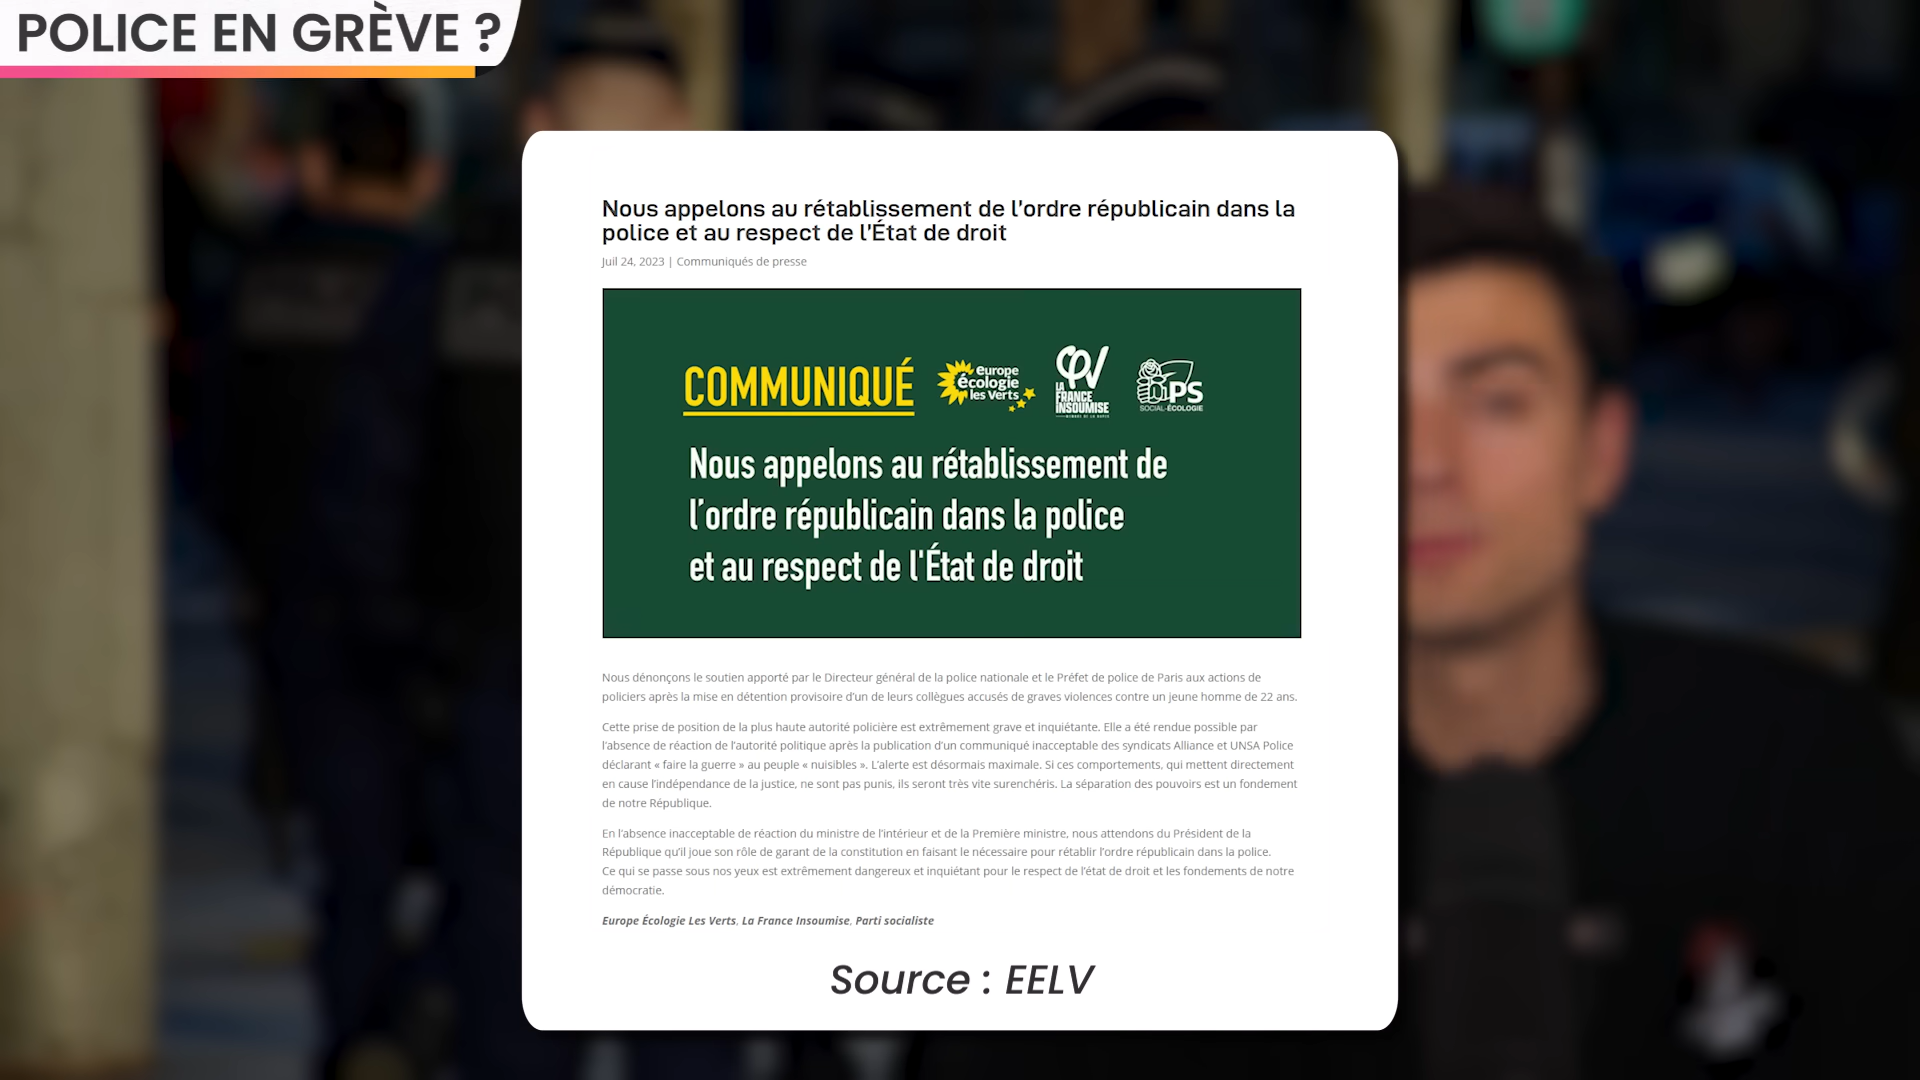 POLICE EN GRÈVE ?
Nous appelons au rétablissement de l'ordre républicain dans la
police et au respect de l'État de droit
Juil 24, 2023 | Communiqués de presse
COMMUNIQUÉ
europe
écologie
les Verts
LA
FRANCE
INSOUMISE
PS
SOCIAL-ÉCOLOGIE
Nous appelons au rétablissement de
l'ordre républicain dans la police
et au respect de l'État de droit
Nous dénonçons le soutien apporté par le Directeur général de la police nationale et le Préfet de police de Paris aux actions de
policiers après la mise en détention provisoire d'un de leurs collègues accusés de graves violences contre un jeune homme de 22 ans.
Cette prise de position de la plus haute autorité policière est extrêmement grave et inquiétante. Elle a été rendue possible par
l'absence de réaction de l'autorité politique après la publication d'un communiqué inacceptable des syndicats Alliance et UNSA Police
déclarant « faire la guerre » au peuple « nuisibles ». L'alerte est désormais maximale. Si ces comportements, qui mettent directement
en cause l'indépendance de la justice, ne sont pas punis, ils seront très vite surenchéris. La séparation des pouvoirs est un fondement
de notre République.
En l'absence inacceptable de réaction du ministre de l'intérieur et de la Première ministre, nous attendons du Président de la
République qu'il joue son rôle de garant de la constitution en faisant le nécessaire pour rétablir l'ordre républicain dans la police.
Ce qui se passe sous nos yeux est extrêmement dangereux et inquiétant pour le respect de l'état de droit et les fondements de notre
démocratie.
Europe Écologie Les Verts, La France Insoumise, Parti socialiste
Source : EELV